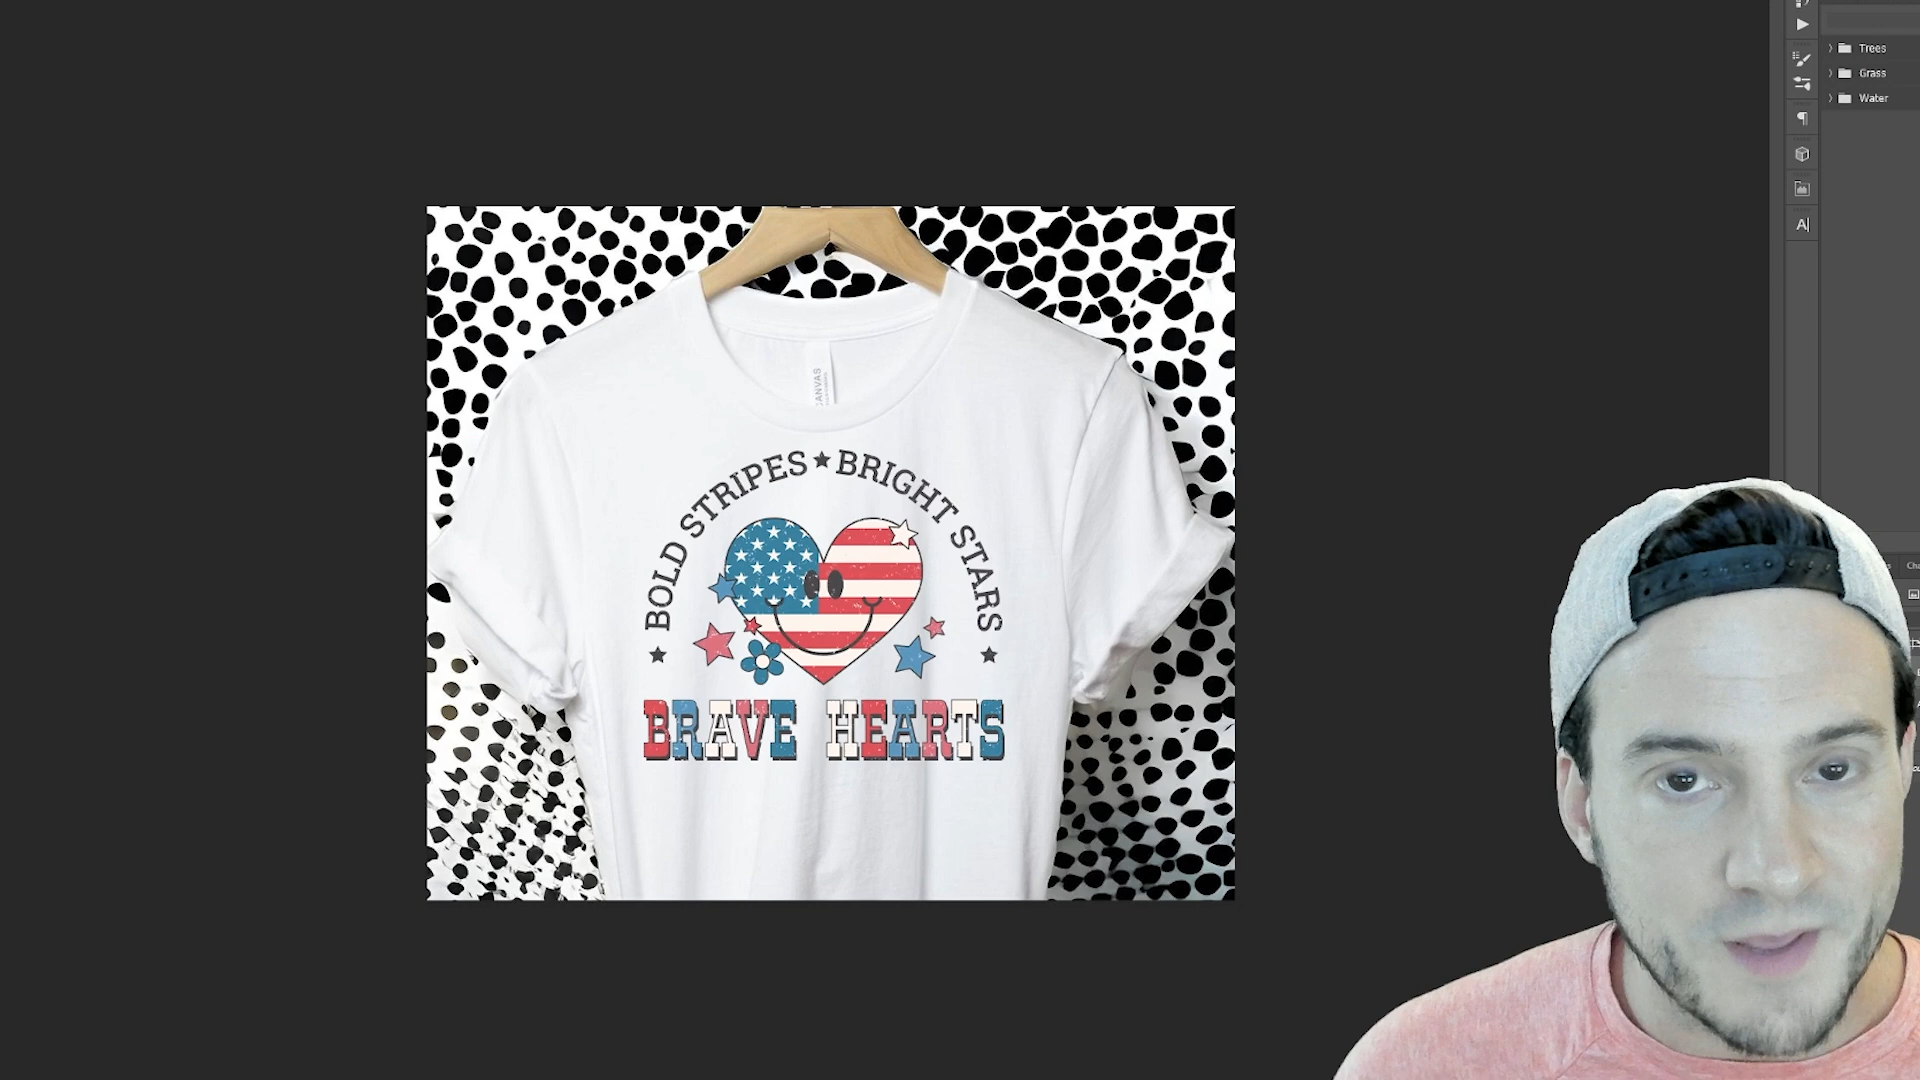 Trees
Grass
Water
A
CANVAS
BOLD STRIPES ★ BRIGHT STARS
BRAVE HEARTS